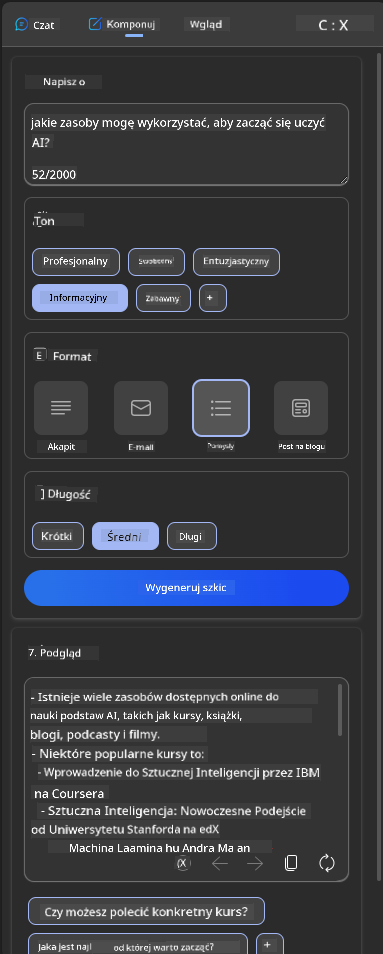 Czat
Komponuj
Wgląd
C : X
Napisz o
jakie zasoby mogę wykorzystać, aby zacząć się uczyć
AI?
52/2000
Ton
Profesjonalny
Swobodny
Entuzjastyczny
Informacyjny
Zabawny
+
E Format
Akapit
E-mail
Pomysły
Post na blogu
] Długość
Krótki
Średni
Długi
Wygeneruj szkic
7. Podgląd
- Istnieje wiele zasobów dostępnych online do
nauki podstaw AI, takich jak kursy, książki,
blogi, podcasty i filmy.
- Niektóre popularne kursy to:
- Wprowadzenie do Sztucznej Inteligencji przez IBM
na Coursera
- Sztuczna Inteligencja: Nowoczesne Podejście
od Uniwersytetu Stanforda na edX
Machina Laamina hu Andra Ma an
Czy możesz polecić konkretny kurs?
Jaka jest od której warto zacząć?
+